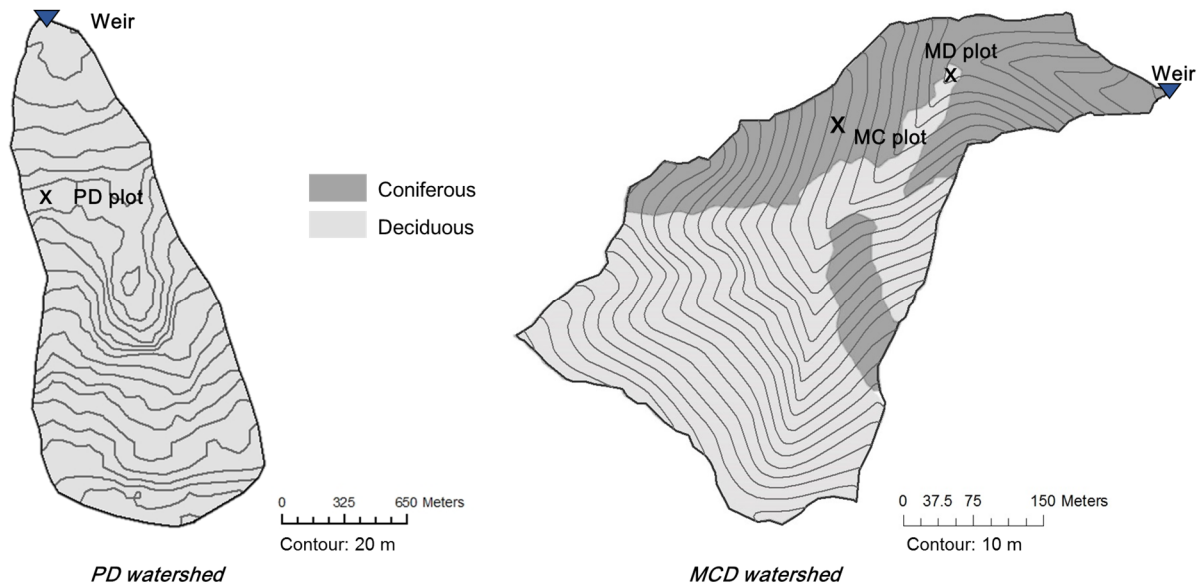 Weir
PD plot
Coniferous
Deciduous
0 325 650 Meters
Contour: 20 m
PD watershed
MD plot
Weir
MC plot
0 37.5 75 150 Meters
Contour: 10 m
MCD watershed